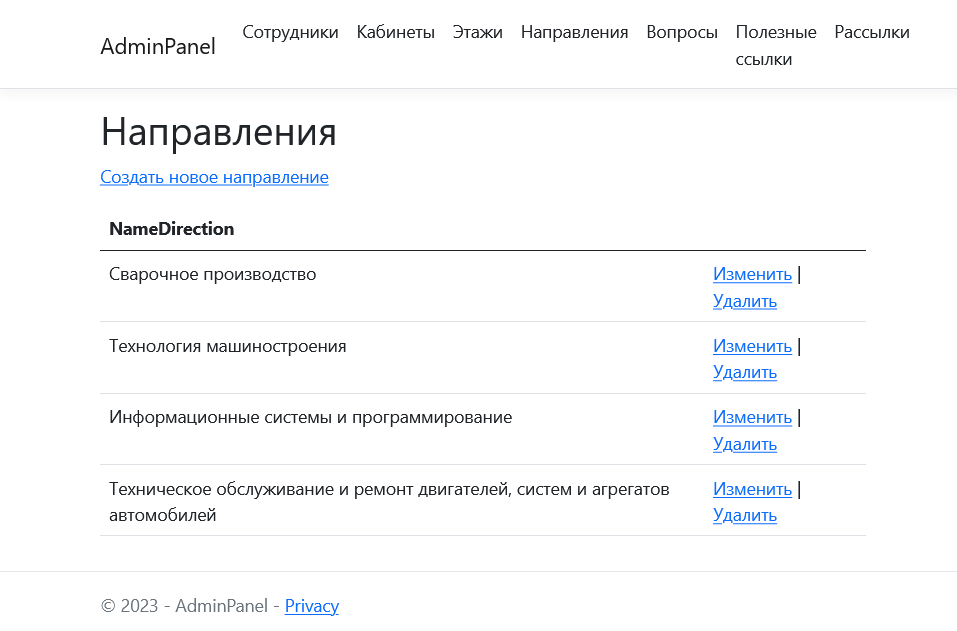 AdminPanel
Сотрудники Кабинеты Этажи Направления Вопросы Полезные ссылки Рассылки
Направления
Создать новое направление
NameDirection
Сварочное производство Изменить |
Удалить
Технология машиностроения Изменить |
Удалить
Информационные системы и программирование Изменить |
Удалить
Техническое обслуживание и ремонт двигателей, систем и агрегатов Изменить |
автомобилей Удалить
© 2023 - AdminPanel - Privacy